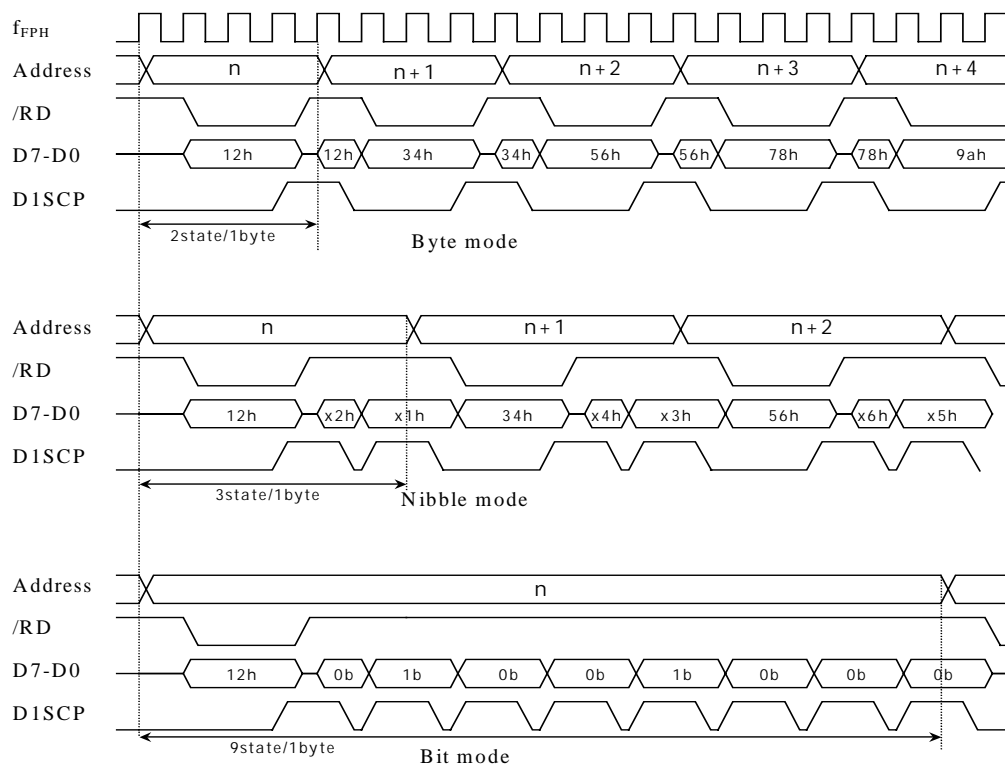 fFPH
Address n n+1 n+2 n+3 n+4
/RD
D7-D0 12h 12h 34h 34h 56h 56h 78h 78h 9ah
D1SCP
2state/1byte
Byte mode
Address n n+1 n+2
/RD
D7-D0 12h x2h x1h 34h x4h x3h 56h x6h x5h
D1SCP
3state/1byte
Nibble mode
Address n
/RD
D7-D0 12h 0b 1b 0b 0b 1b 0b 0b 0b
D1SCP
9state/1byte
Bit mode